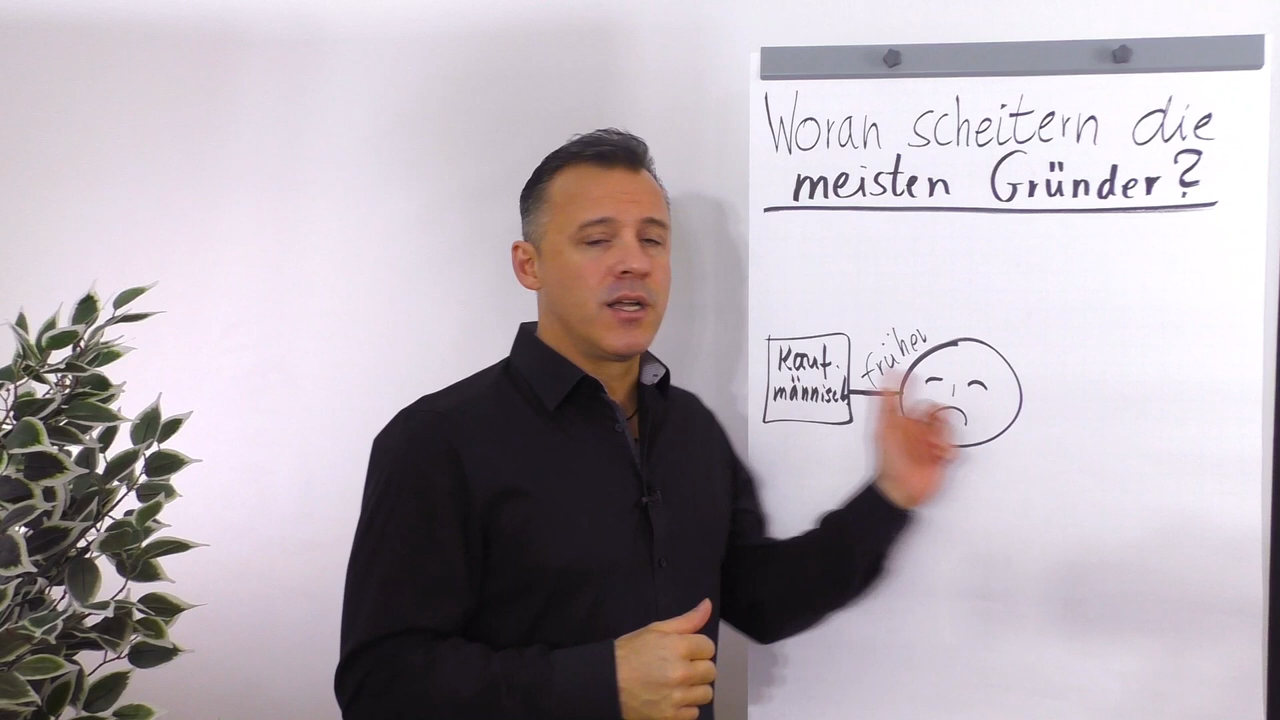 Woran scheitern die
meisten Gründer?
früher
Kauf-
männisch